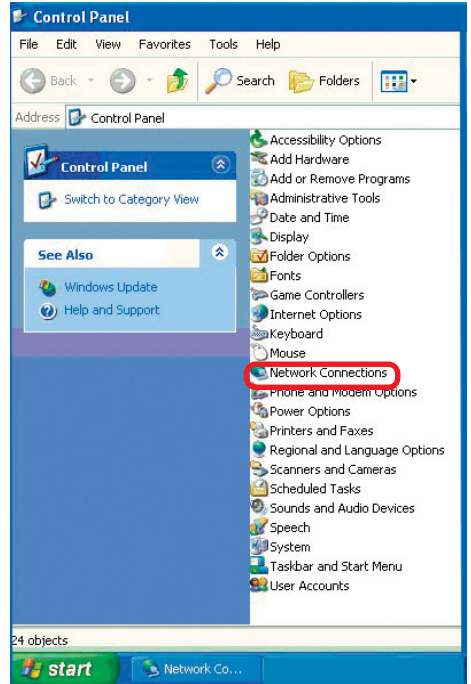 Control Panel
File Edit View Favorites Tools Help
Back Search Folders
Address Control Panel
Control Panel
Switch to Category View
See Also
Windows Update
Help and Support
Accessibility Options
Add Hardware
Add or Remove Programs
Administrative Tools
Date and Time
Display
Folder Options
Fonts
Game Controllers
Internet Options
Keyboard
Mouse
Network Connections
Phone and Modem Options
Power Options
Printers and Faxes
Regional and Language Options
Scanners and Cameras
Scheduled Tasks
Sounds and Audio Devices
Speech
System
Taskbar and Start Menu
User Accounts
24 objects
start Network Co...